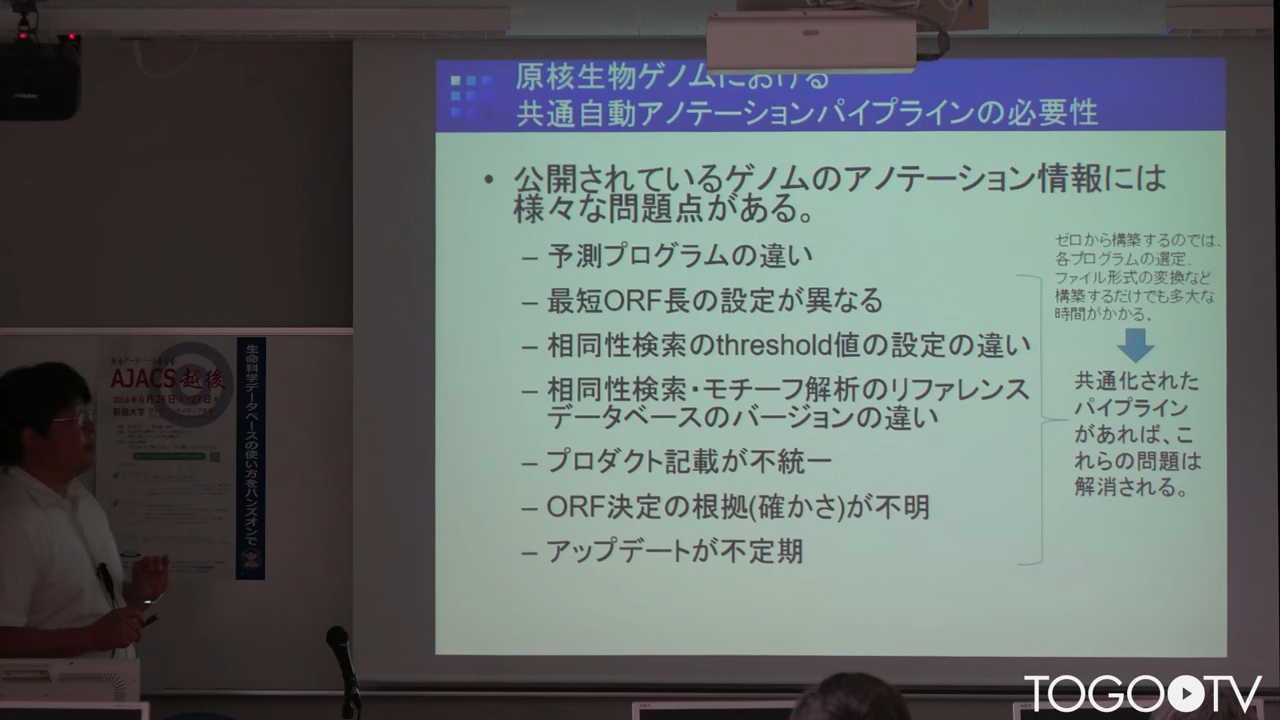 原核生物ゲノムにおける
共通自動アノテーションパイプラインの必要性
• 公開されているゲノムのアノテーション情報には
様々な問題点がある。
– 予測プログラムの違い
– 最短ORF長の設定が異なる
– 相同性検索のthreshold値の設定の違い
– 相同性検索・モチーフ解析のリファレンス
データベースのバージョンの違い
– プロダクト記載が不統一
– ORF決定の根拠(確かさ)が不明
– アップデートが不定期
ゼロから構築するのでは、
各プログラムの選定、
ファイル形式の変換など
構築するだけでも多大な
時間がかかる。
共通化された
パイプライン
があれば、こ
れらの問題は
解消される。
AJACS 越後
新潟大学
生命科学データベースの使い方をハンズオンで
TOGOTV